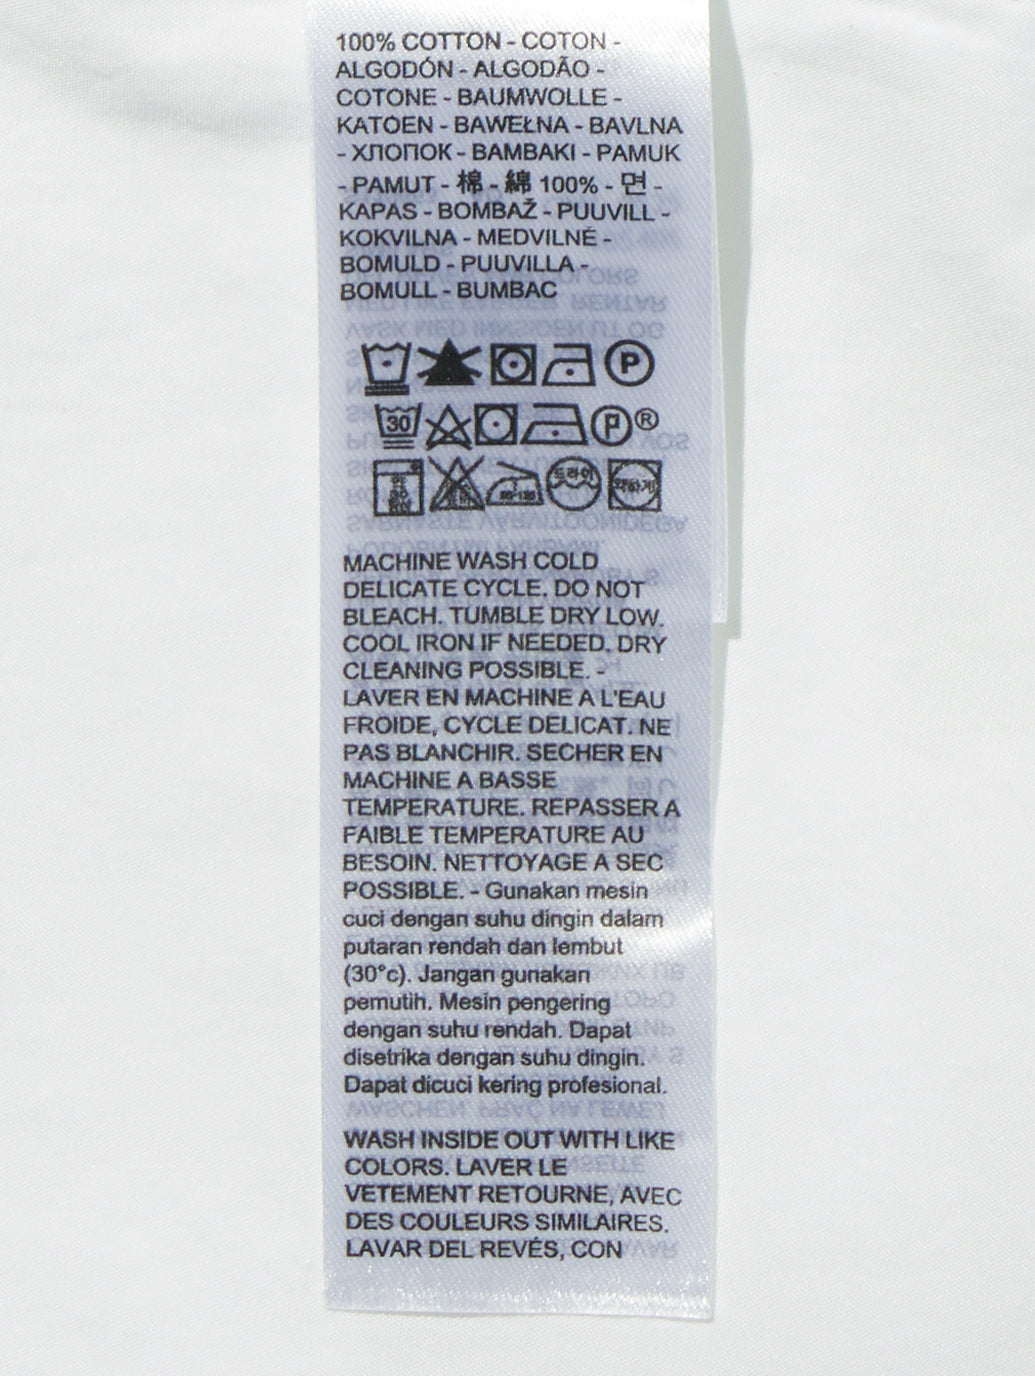 100% COTTON - COTON -
ALGODÓN - ALGODÃO -
COTONE - BAUMWOLLE -
KATOEN - BAWEŁNA - BAVLNA
- ХЛОПОК - BAMBAKI - PAMUK
- PAMUT - 棉 - 綿 100% - 면 -
KAPAS - BOMBAŽ - PUUVILL -
KOKVILNA - MEDVILNĖ -
BOMULD - PUUVILLA -
BOMULL - BUMBAC
P
30 P ®
드라이 약하게
MACHINE WASH COLD
DELICATE CYCLE. DO NOT
BLEACH. TUMBLE DRY LOW.
COOL IRON IF NEEDED. DRY
CLEANING POSSIBLE. -
LAVER EN MACHINE A L'EAU
FROIDE, CYCLE DELICAT. NE
PAS BLANCHIR. SECHER EN
MACHINE A BASSE
TEMPERATURE. REPASSER A
FAIBLE TEMPERATURE AU
BESOIN. NETTOYAGE A SEC
POSSIBLE. - Gunakan mesin
cuci dengan suhu dingin dalam
putaran rendah dan lembut
(30°c). Jangan gunakan
pemutih. Mesin pengering
dengan suhu rendah. Dapat
disetrika dengan suhu dingin.
Dapat dicuci kering profesional.
WASH INSIDE OUT WITH LIKE
COLORS. LAVER LE
VETEMENT RETOURNE, AVEC
DES COULEURS SIMILAIRES.
LAVAR DEL REVÉS, CON